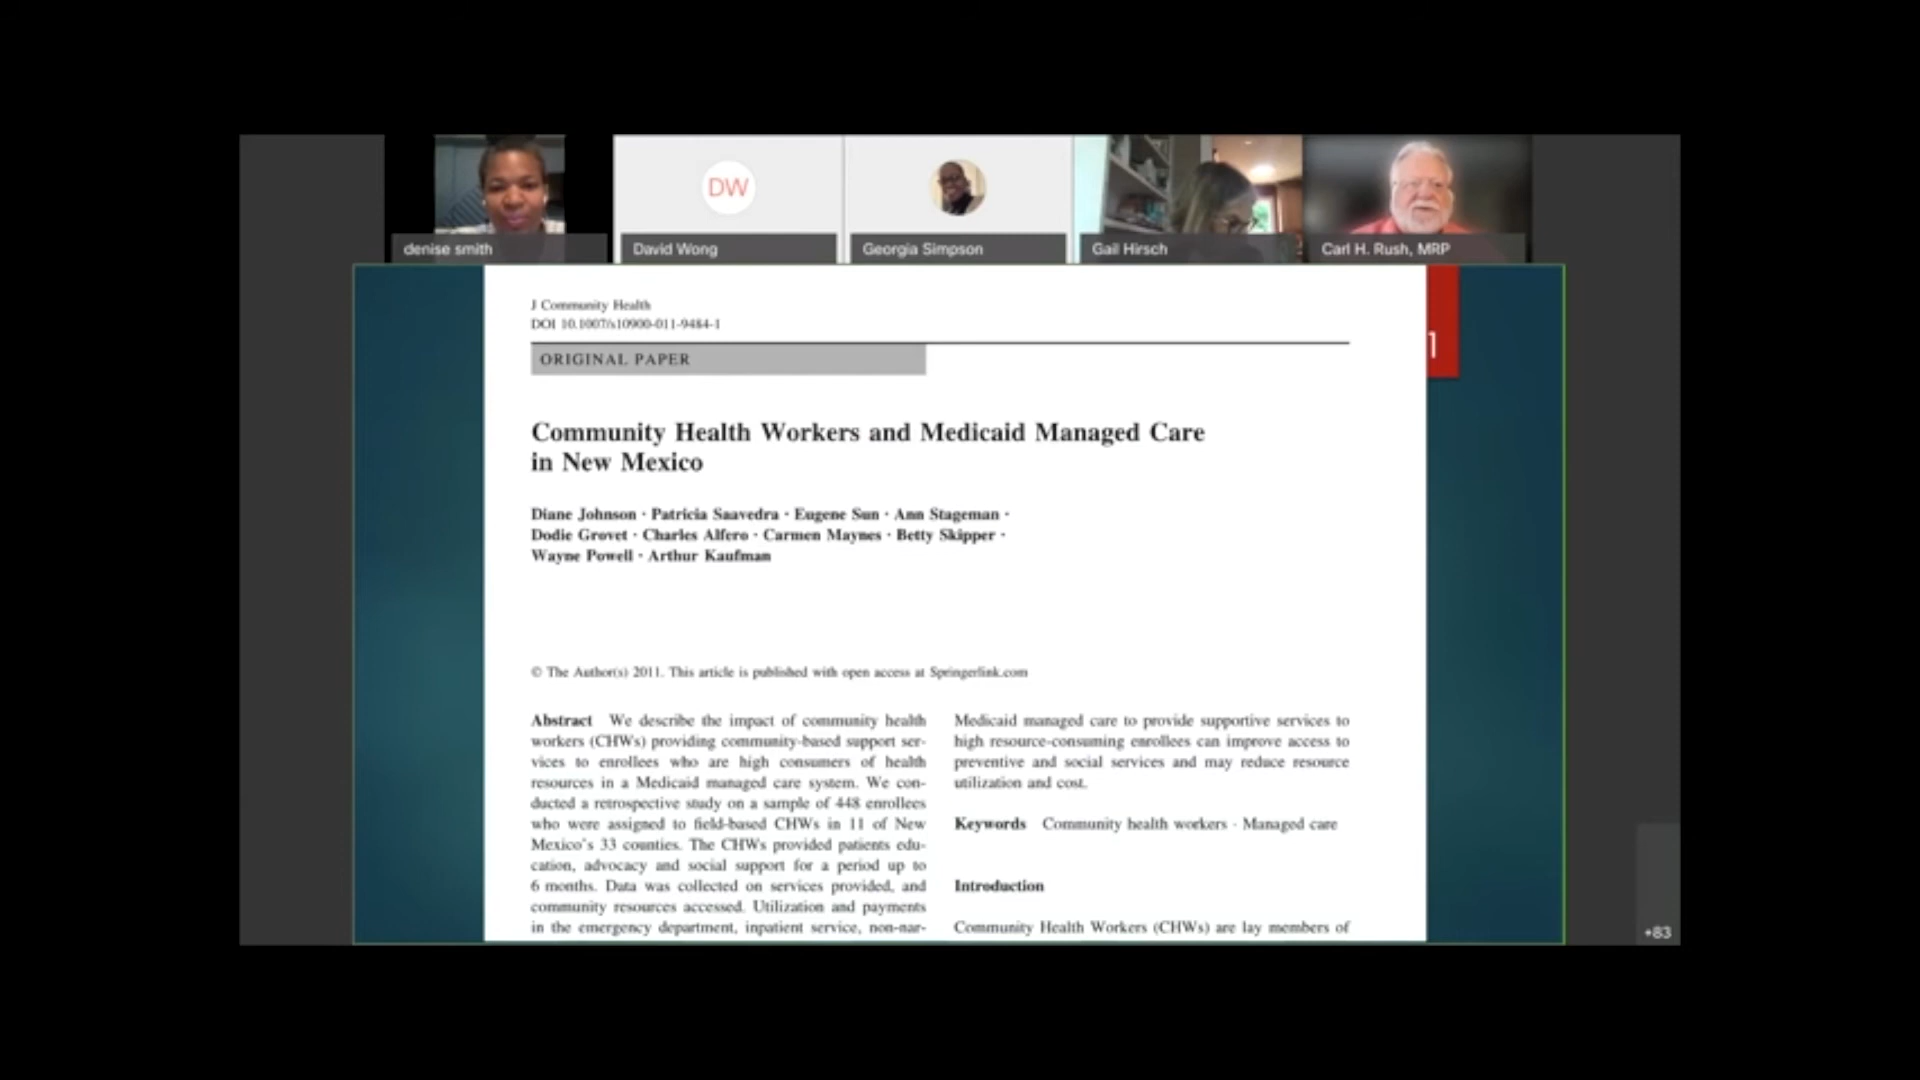 DW
denise smith
David Wong
Georgia Simpson
Gail Hirsch
Carl H. Rush, MRP
J Community Health
DOI 10.1007/s10900-011-9484-1
1
ORIGINAL PAPER
Community Health Workers and Medicaid Managed Care
in New Mexico
Diane Johnson · Patricia Saavedra · Eugene Sun · Ann Stageman ·
Dodie Grovet · Charles Alfero · Carmen Maynes · Betty Skipper ·
Wayne Powell · Arthur Kaufman
© The Author(s) 2011. This article is published with open access at Springerlink.com
Abstract We describe the impact of community health
workers (CHWs) providing community-based support ser-
vices to enrollees who are high consumers of health
resources in a Medicaid managed care system. We con-
ducted a retrospective study on a sample of 448 enrollees
who were assigned to field-based CHWs in 11 of New
Mexico's 33 counties. The CHWs provided patients edu-
cation, advocacy and social support for a period up to
6 months. Data was collected on services provided, and
community resources accessed. Utilization and payments
in the emergency department, inpatient service, non-nar-
Medicaid managed care to provide supportive services to
high resource-consuming enrollees can improve access to
preventive and social services and may reduce resource
utilization and cost.
Keywords Community health workers · Managed care
Introduction
Community Health Workers (CHWs) are lay members of
+83